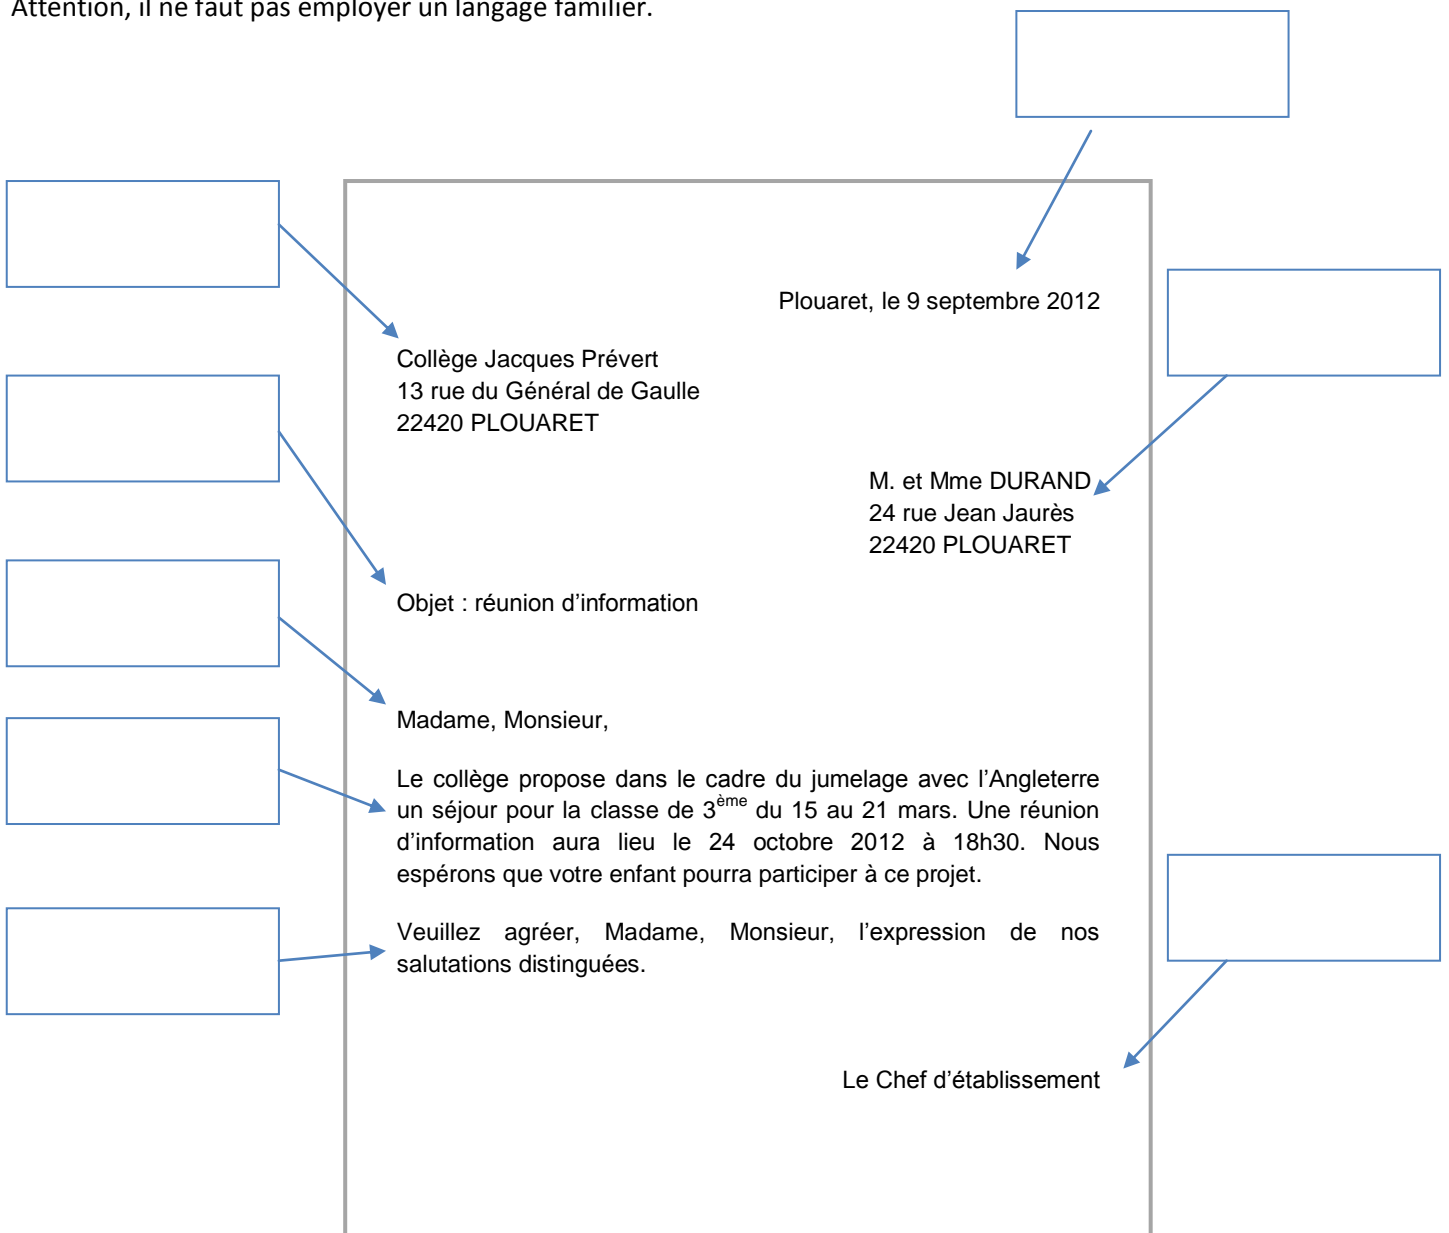 Attention, il ne faut pas employer un langage familier.
Plouaret, le 9 septembre 2012
Collège Jacques Prévert
13 rue du Général de Gaulle
22420 PLOUARET
M. et Mme DURAND
24 rue Jean Jaurès
22420 PLOUARET
Objet : réunion d’information
Madame, Monsieur,
Le collège propose dans le cadre du jumelage avec l’Angleterre
un séjour pour la classe de 3ème du 15 au 21 mars. Une réunion
d’information aura lieu le 24 octobre 2012 à 18h30. Nous
espérons que votre enfant pourra participer à ce projet.
Veuillez agréer, Madame, Monsieur, l’expression de nos
salutations distinguées.
Le Chef d’établissement